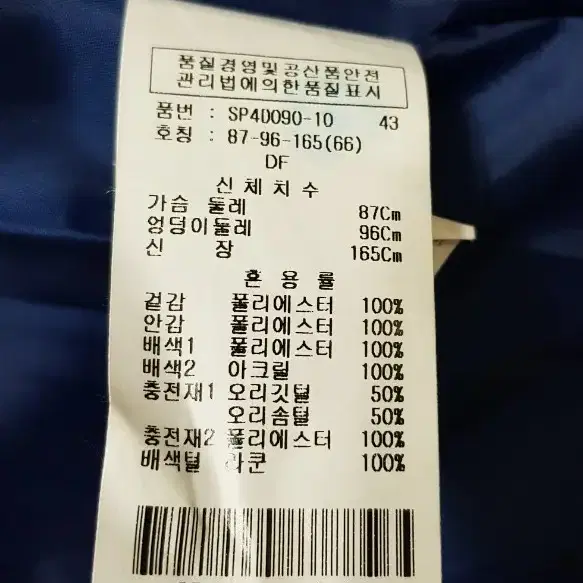 품질경영및공산품안전
관리법에의한품질표시
품번 : SP4D090-10 43
호칭 : 87-96-165(66)
DF
신체치수
가슴 둘레 87Cm
엉덩이둘레 96Cm
신 장 165Cm
혼용률
겉감 폴리에스터 100%
안감 폴리에스터 100%
배색1 폴리에스터 100%
배색2 아크릴 100%
충전재1 오리깃털 50%
오리솜털 50%
충전재2 폴리에스터 100%
배색털 라쿤 100%